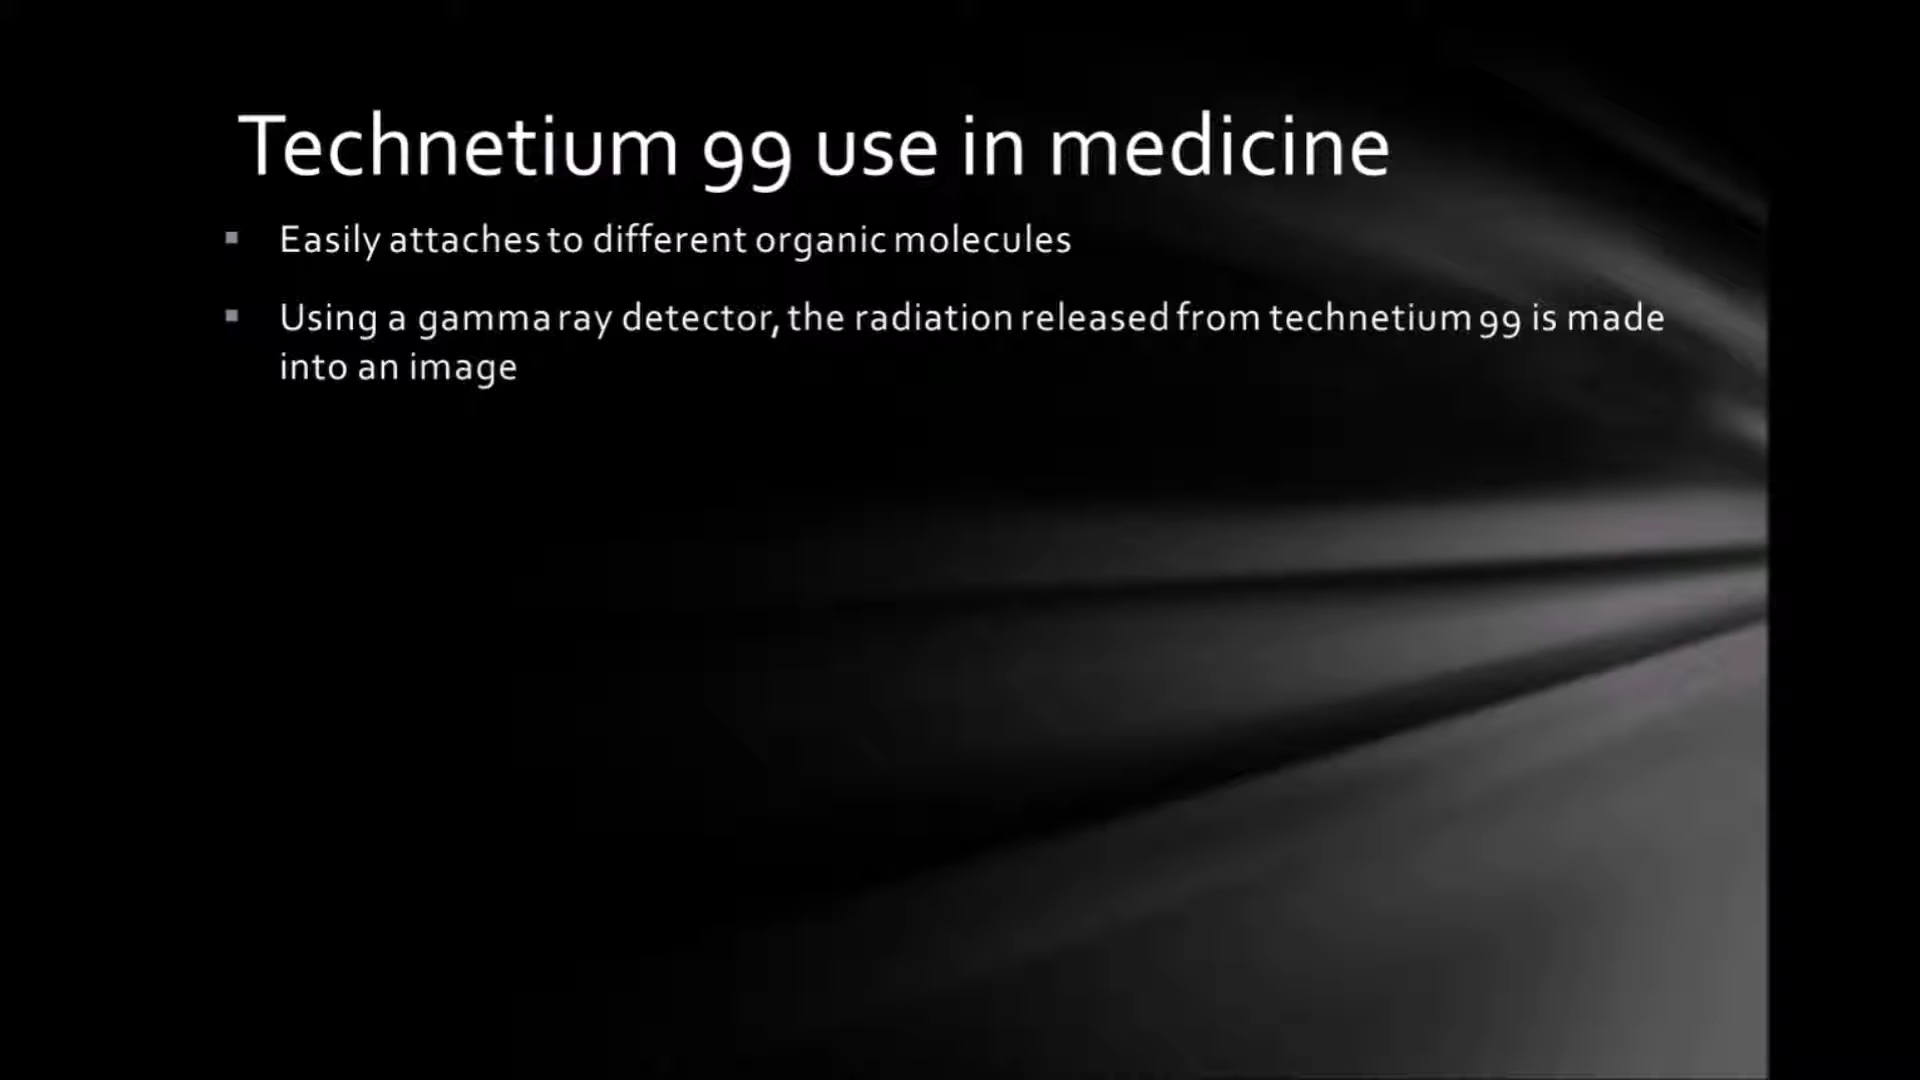 Technetium 99 use in medicine
Easily attaches to different organic molecules
Using a gamma ray detector, the radiation released from technetium 99 is made
into an image